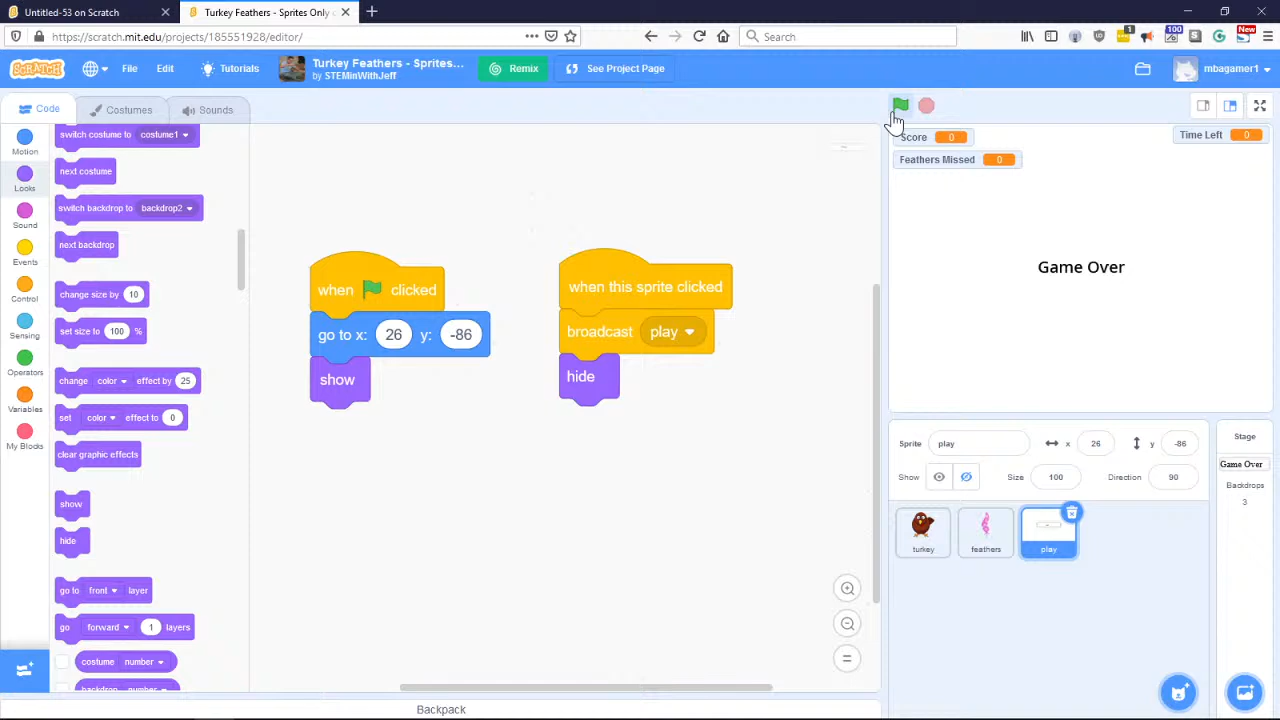 Untitled-53 on Scratch
Turkey Feathers - Sprites Only o
https://scratch.mit.edu/projects/185551928/editor/
Search
1
100
S
New
SCRATCH
File
Edit
Tutorials
Turkey Feathers - Sprites...
by STEMinWithJeff
Remix
See Project Page
mbagamer1
Code
Costumes
Sounds
Motion
Looks
Sound
Events
Control
Sensing
Operators
Variables
My Blocks
switch costume to costume1
next costume
switch backdrop to backdrop2
next backdrop
change size by 10
set size to 100 %
change color effect by 25
set color effect to 0
clear graphic effects
show
hide
go to front layer
go forward 1 layers
costume number
backdrop number
when clicked
go to x: 26 y: -86
show
when this sprite clicked
broadcast play
hide
Backpack
Score 0
Feathers Missed 0
Time Left 0
Game Over
Sprite play x 26 y -86
Show Size 100 Direction 90
turkey
feathers
play
Stage
Game Over
Backdrops
3